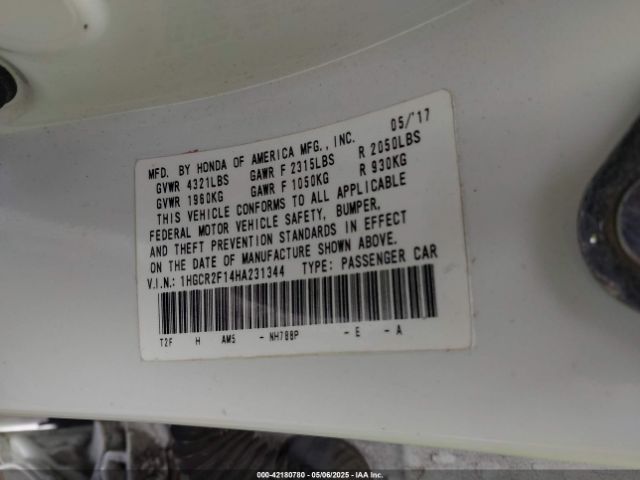 MFD. BY HONDA OF AMERICA MFG., INC. 05/'17
GVWR 4321LBS GAWR F 2315LBS R 2050LBS
GVWR 1960KG GAWR F 1050KG R 930KG
THIS VEHICLE CONFORMS TO ALL APPLICABLE
FEDERAL MOTOR VEHICLE SAFETY, BUMPER,
AND THEFT PREVENTION STANDARDS IN EFFECT
ON THE DATE OF MANUFACTURE SHOWN ABOVE.
V.I.N.: 1HGCR2F14HA231344 TYPE: PASSENGER CAR
T2F H AM5 - NH788P - E - A
000-42180780 - 05/06/2025 - IAA Inc.